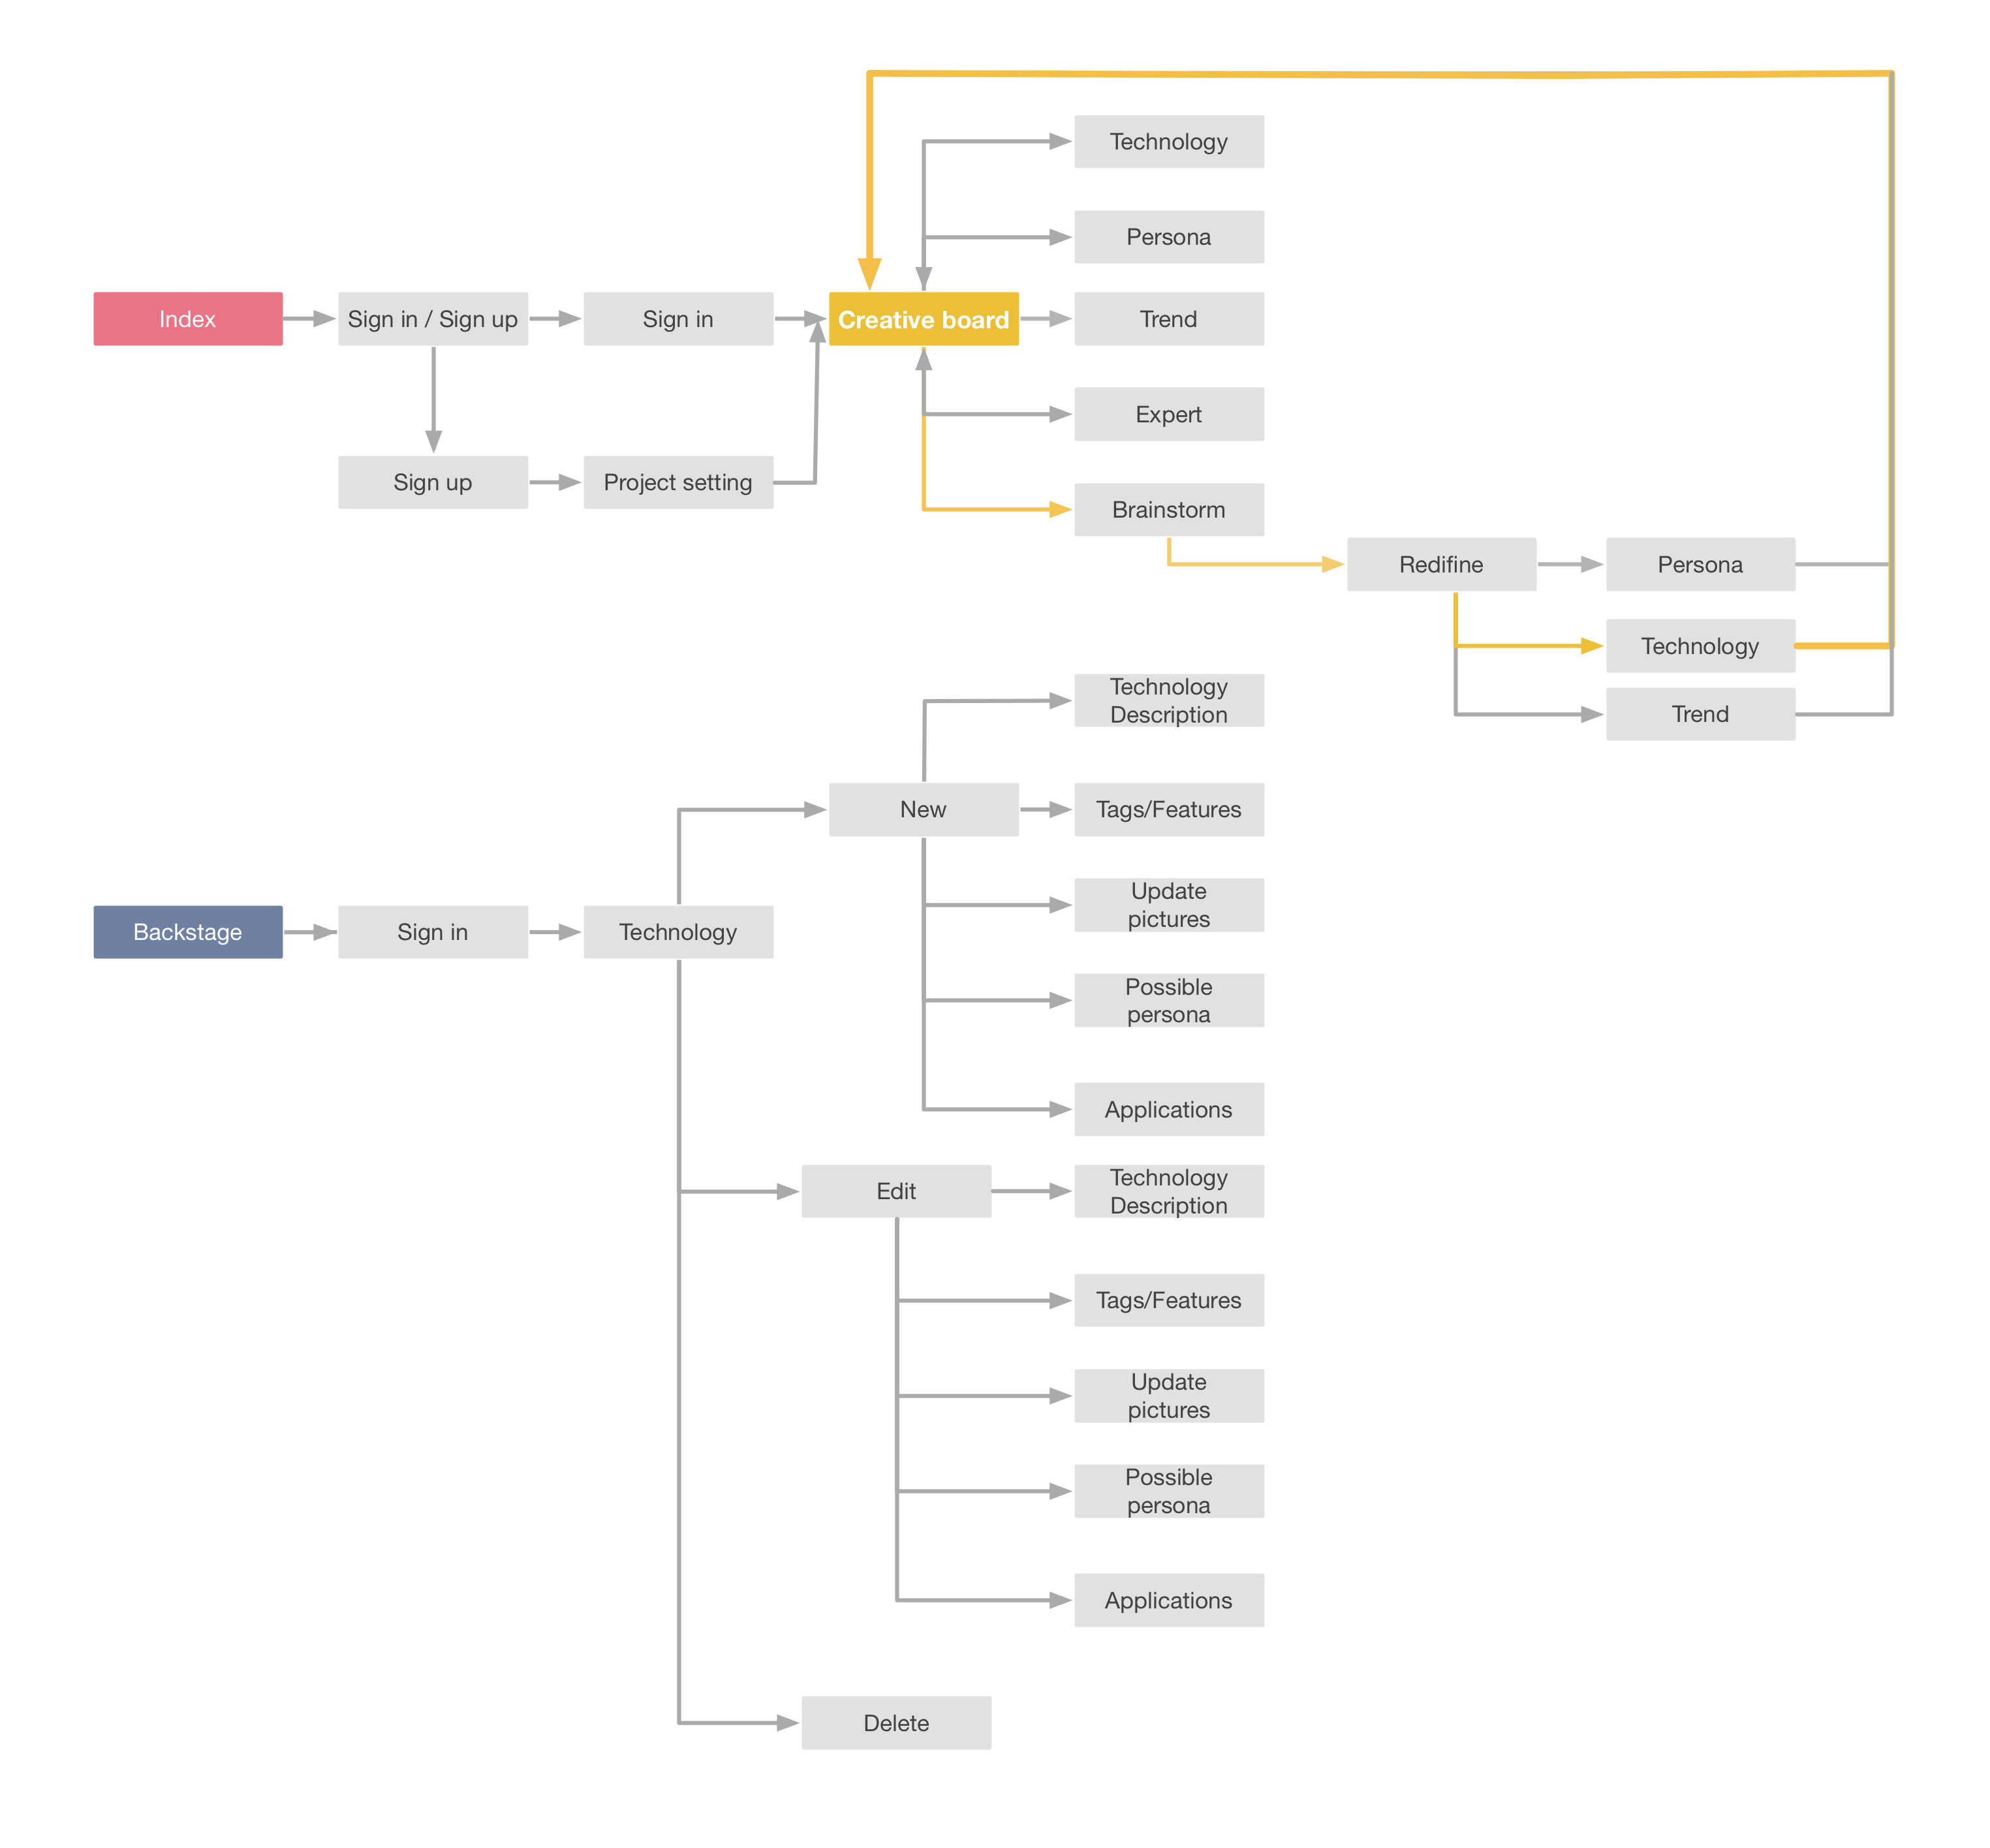 Technology
Persona
Index
Sign in / Sign up
Sign in
Creative board
Trend
Expert
Sign up
Project setting
Brainstorm
Redifine
Persona
Technology
Trend
Technology
Description
New
Tags/Features
Update
pictures
Backstage
Sign in
Technology
Possible
persona
Applications
Edit
Technology
Description
Tags/Features
Update
pictures
Possible
persona
Applications
Delete